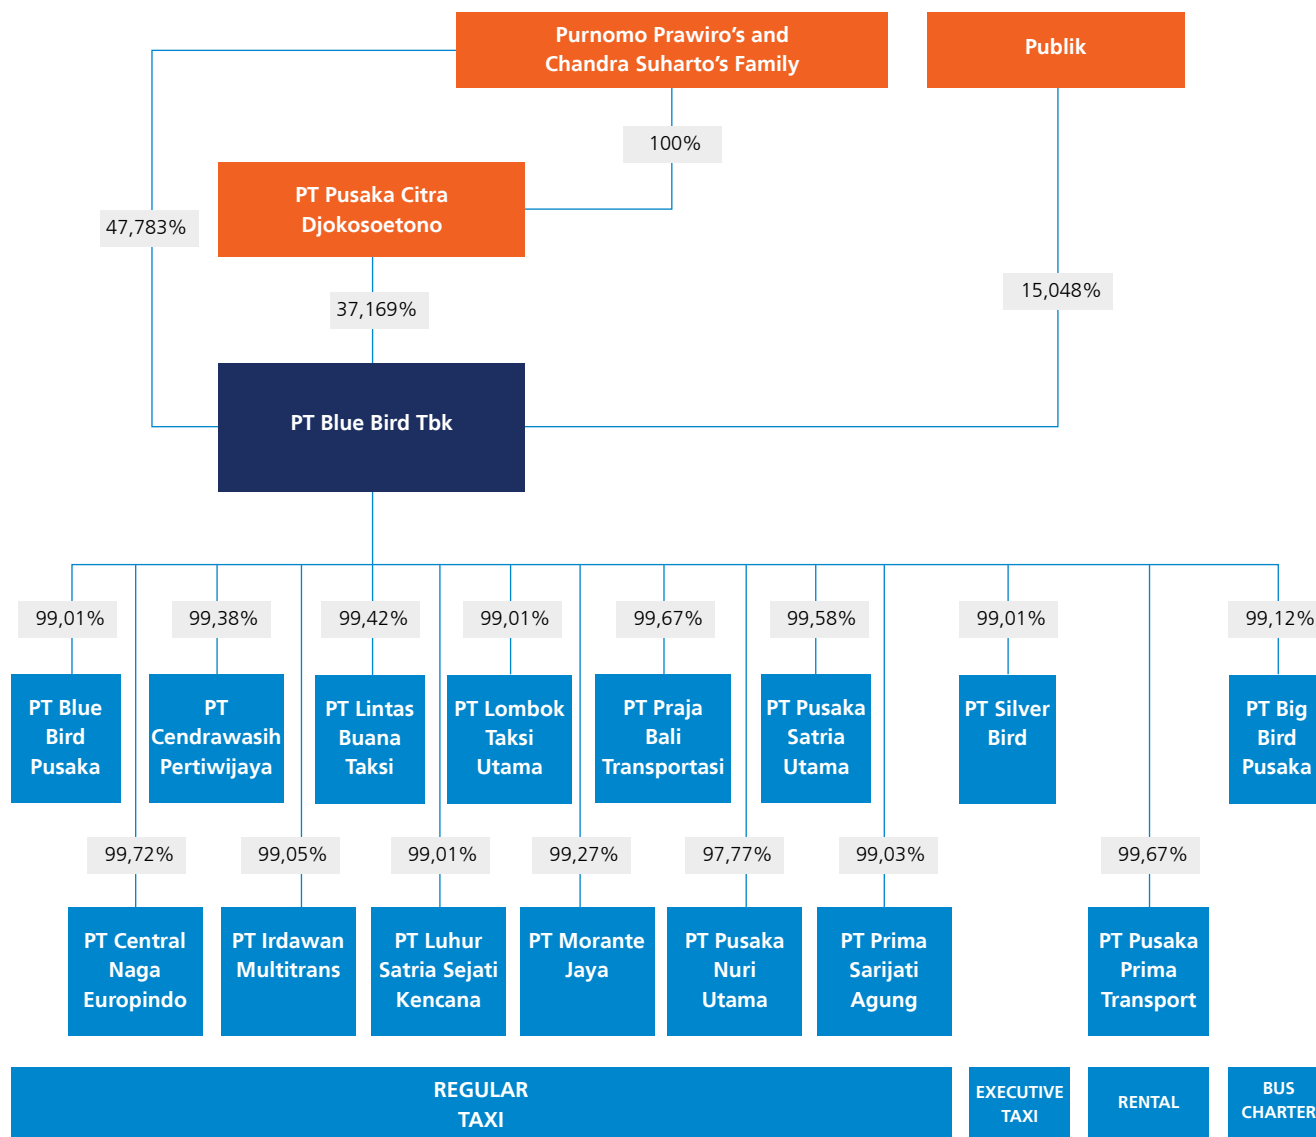 Purnomo Prawiro’s and
Chandra Suharto’s Family
Publik
100%
PT Pusaka Citra
Djokosoetono
47,783%
37,169%
15,048%
PT Blue Bird Tbk
99,01%
99,38%
99,42%
99,01%
99,67%
99,58%
99,01%
99,12%
PT Blue
Bird
Pusaka
PT
Cendrawasih
Pertiwijaya
PT Lintas
Buana
Taksi
PT Lombok
Taksi
Utama
PT Praja
Bali
Transportasi
PT Pusaka
Satria
Utama
PT Silver
Bird
PT Big
Bird
Pusaka
99,72%
99,05%
99,01%
99,27%
97,77%
99,03%
99,67%
PT Central
Naga
Europindo
PT Irdawan
Multitrans
PT Luhur
Satria Sejati
Kencana
PT Morante
Jaya
PT Pusaka
Nuri
Utama
PT Prima
Sarijati
Agung
PT Pusaka
Prima
Transport
REGULAR
TAXI
EXECUTIVE
TAXI
RENTAL
BUS
CHARTER